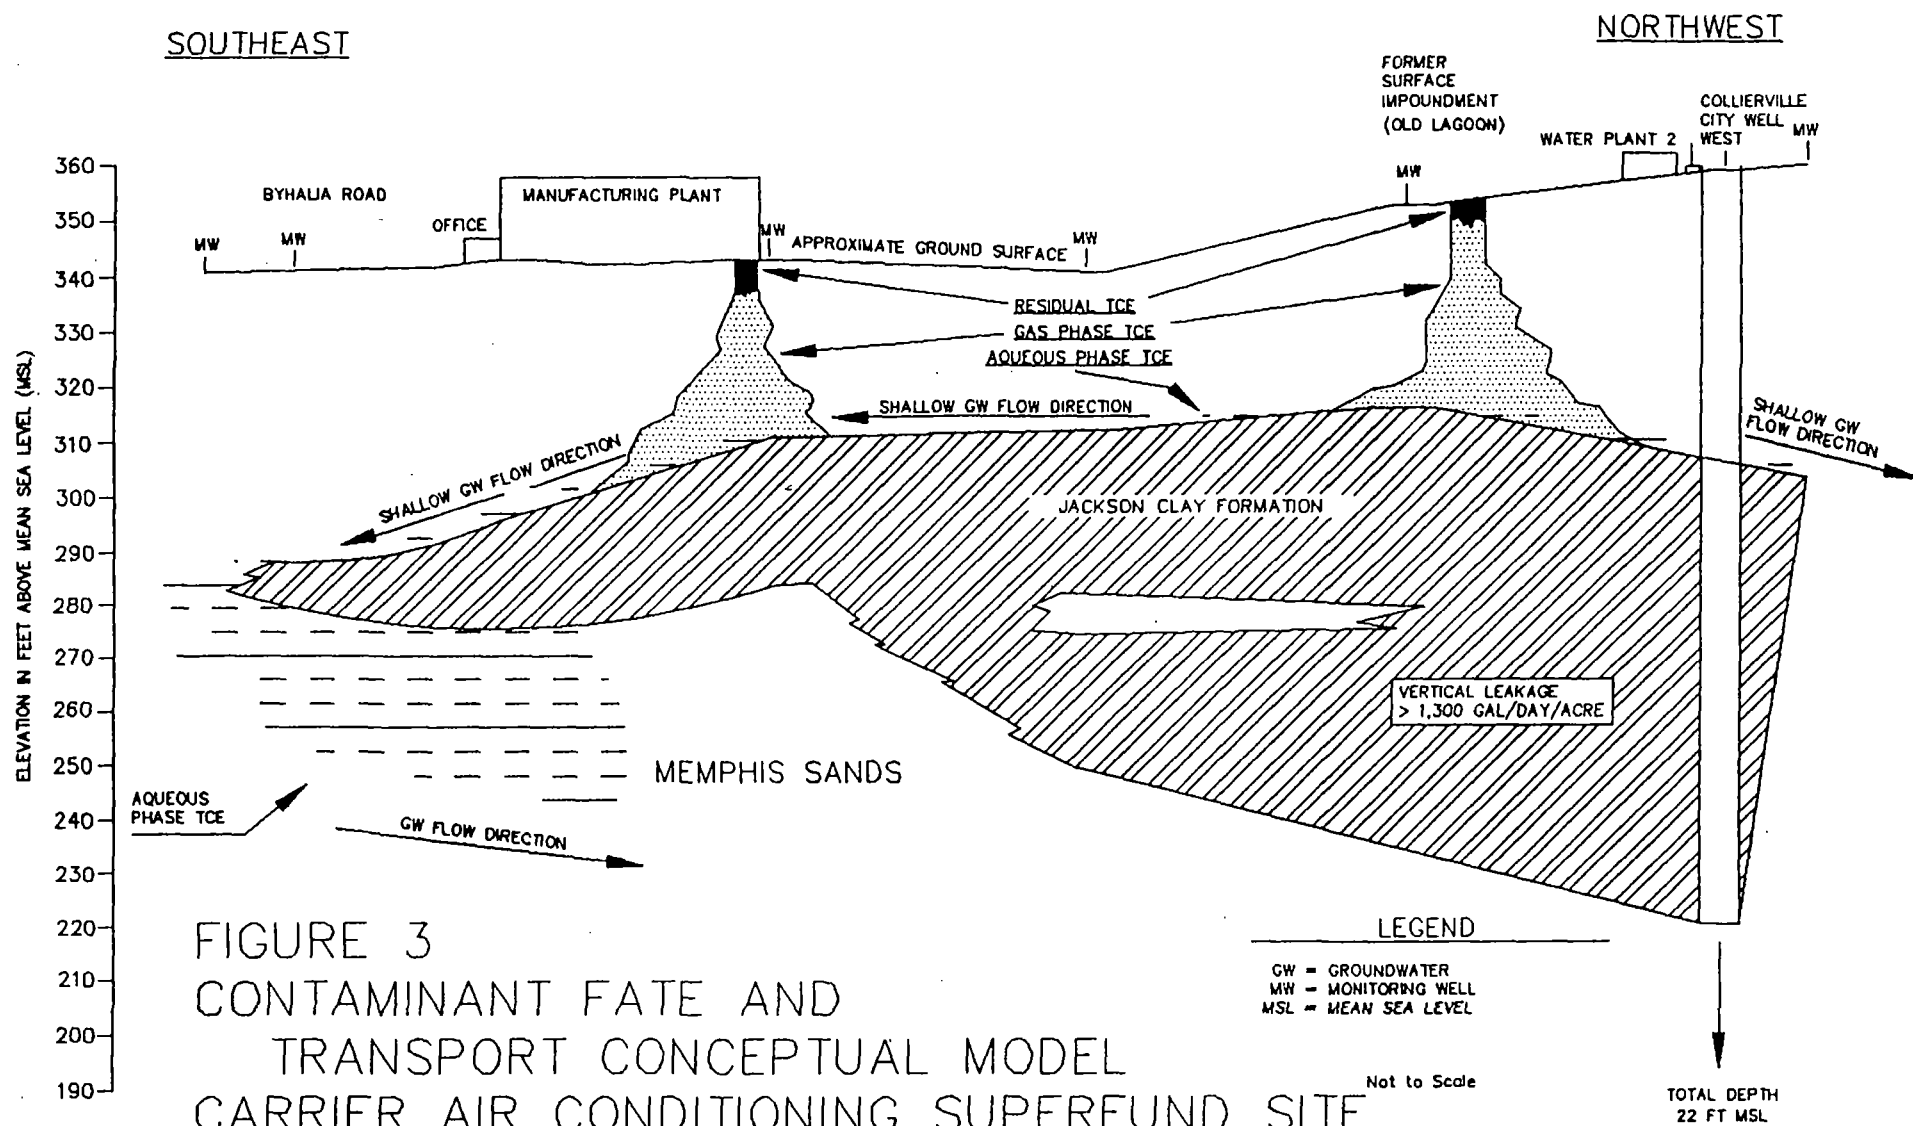 SOUTHEAST
NORTHWEST
FORMER
SURFACE
IMPOUNDMENT
(OLD LAGOON)
COLLIERVILLE
CITY WELL
WEST
MW
WATER PLANT 2
MW
BYHALIA ROAD
OFFICE
MANUFACTURING PLANT
MW
MW
MW
APPROXIMATE GROUND SURFACE
MW
RESIDUAL TCE
GAS PHASE TCE
AQUEOUS PHASE TCE
SHALLOW GW FLOW DIRECTION
SHALLOW GW FLOW DIRECTION
SHALLOW GW
FLOW DIRECTION
JACKSON CLAY FORMATION
VERTICAL LEAKAGE
> 1,300 GAL/DAY/ACRE
MEMPHIS SANDS
AQUEOUS
PHASE TCE
GW FLOW DIRECTION
ELEVATION IN FEET ABOVE MEAN SEA LEVEL (MSL)
360
350
340
330
320
310
300
290
280
270
260
250
240
230
220
210
200
190
LEGEND
GW = GROUNDWATER
MW = MONITORING WELL
MSL = MEAN SEA LEVEL
FIGURE 3
CONTAMINANT FATE AND
TRANSPORT CONCEPTUAL MODEL
CARRIER AIR CONDITIONING SUPERFUND SITE
Not to Scale
TOTAL DEPTH
22 FT MSL